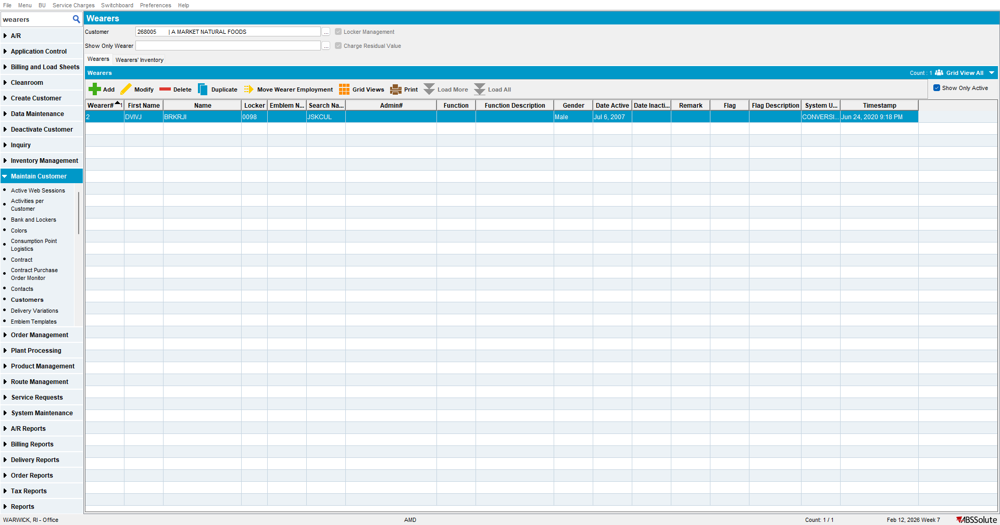 File Menu BU Service Charges Switchboard Preferences Help
wearers
Wearers
Customer 268005 | A MARKET NATURAL FOODS ... Locker Management
Show Only Wearer ... Charge Residual Value
Wearers Wearers' Inventory
Wearers Count : 1 Grid View All
Add Modify Delete Duplicate Move Wearer Employment Grid Views Print Load More Load All Show Only Active
Wearer# 1 First Name Name Locker Emblem N... Search Na... Admin# Function Function Description Gender Date Active Date Inacti... Remark Flag Flag Description System U... Timestamp
2 DVIVJ BRKRJI 0098 JSKCUL Male Jul 6, 2007 CONVERSI... Jun 24, 2020 9:18 PM
A/R
Application Control
Billing and Load Sheets
Cleanroom
Create Customer
Data Maintenance
Deactivate Customer
Inquiry
Inventory Management
Maintain Customer
Active Web Sessions
Activities per
Customer
Bank and Lockers
Colors
Consumption Point
Logistics
Contract
Contract Purchase
Order Monitor
Contacts
Customers
Delivery Variations
Emblem Templates
Order Management
Plant Processing
Product Management
Route Management
Service Requests
System Maintenance
A/R Reports
Billing Reports
Delivery Reports
Order Reports
Tax Reports
Reports
WARWICK, RI - Office AMD Count: 1 / 1 Feb 12, 2026 Week 7 ABSSolute